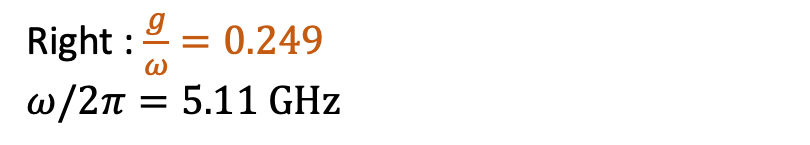 Right : g/ω = 0.249
ω/2π = 5.11 GHz